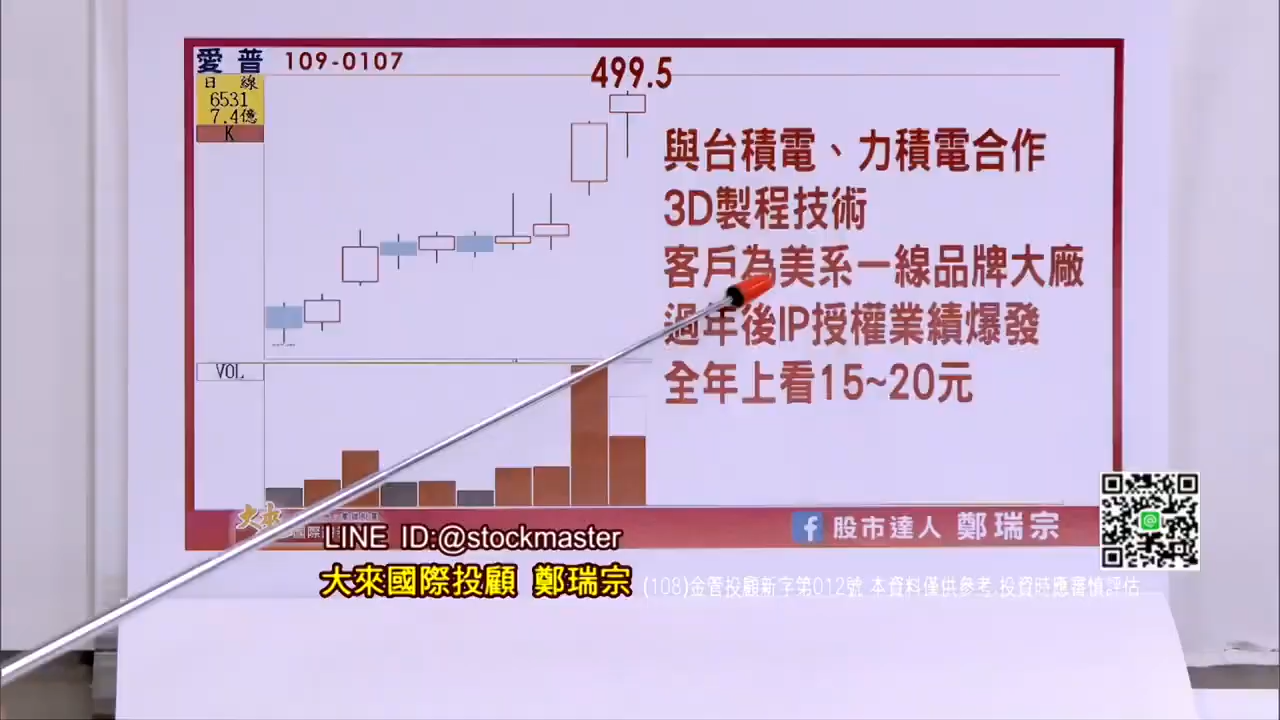 愛普 109-0107
499.5
日線
6531
7.4億
K
與台積電、力積電合作
3D製程技術
客戶為美系一線品牌大廠
過年後IP授權業績爆發
全年上看15~20元
VOL
大來
股市達人 鄭瑞宗
LINE ID:@stockmaster
大來國際投顧 鄭瑞宗 (108)金管投顧新字第012號 本資料僅供參考,投資時應審慎評估